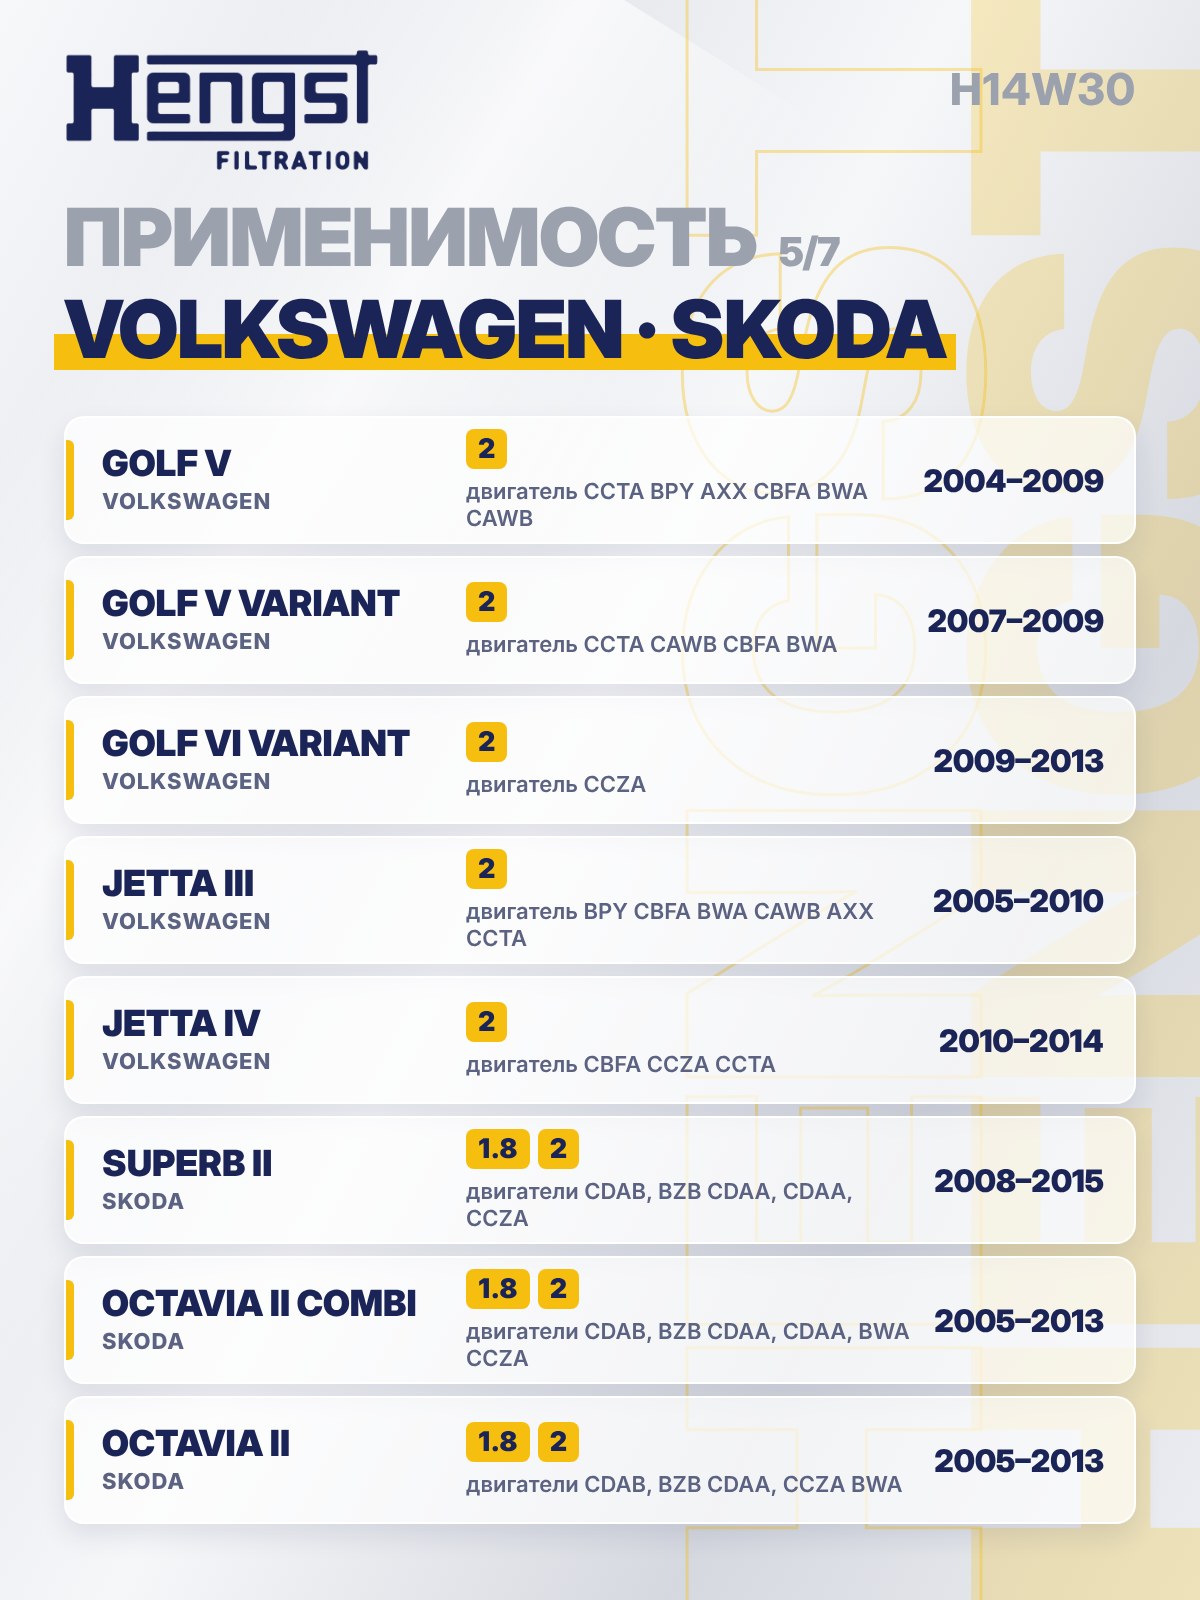 Hengst
FILTRATION
H14W30
ПРИМЕНИМОСТЬ 5/7
VOLKSWAGEN · SKODA
GOLF V
VOLKSWAGEN
2
двигатель CCTA BPY AXX CBFA BWA
CAWB
2004–2009
GOLF V VARIANT
VOLKSWAGEN
2
двигатель CCTA CAWB CBFA BWA
2007–2009
GOLF VI VARIANT
VOLKSWAGEN
2
двигатель CCZA
2009–2013
JETTA III
VOLKSWAGEN
2
двигатель BPY CBFA BWA CAWB AXX
CCTA
2005–2010
JETTA IV
VOLKSWAGEN
2
двигатель CBFA CCZA CCTA
2010–2014
SUPERB II
SKODA
1.8 2
двигатели CDAB, BZB CDAA, CDAA,
CCZA
2008–2015
OCTAVIA II COMBI
SKODA
1.8 2
двигатели CDAB, BZB CDAA, CDAA, BWA
CCZA
2005–2013
OCTAVIA II
SKODA
1.8 2
двигатели CDAB, BZB CDAA, CCZA BWA
2005–2013
HENGST
HENGST